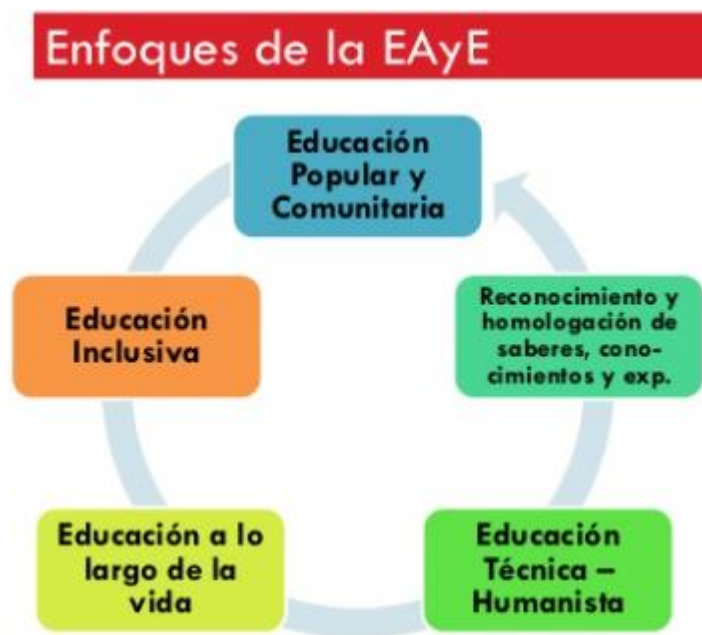 Enfoques de la EAyE
Educación
Popular y
Comunitaria
Educación
Inclusiva
Reconocimiento y
homologación de
saberes, cono-
cimientos y exp.
Educación a lo
largo de la
vida
Educación
Técnica –
Humanista